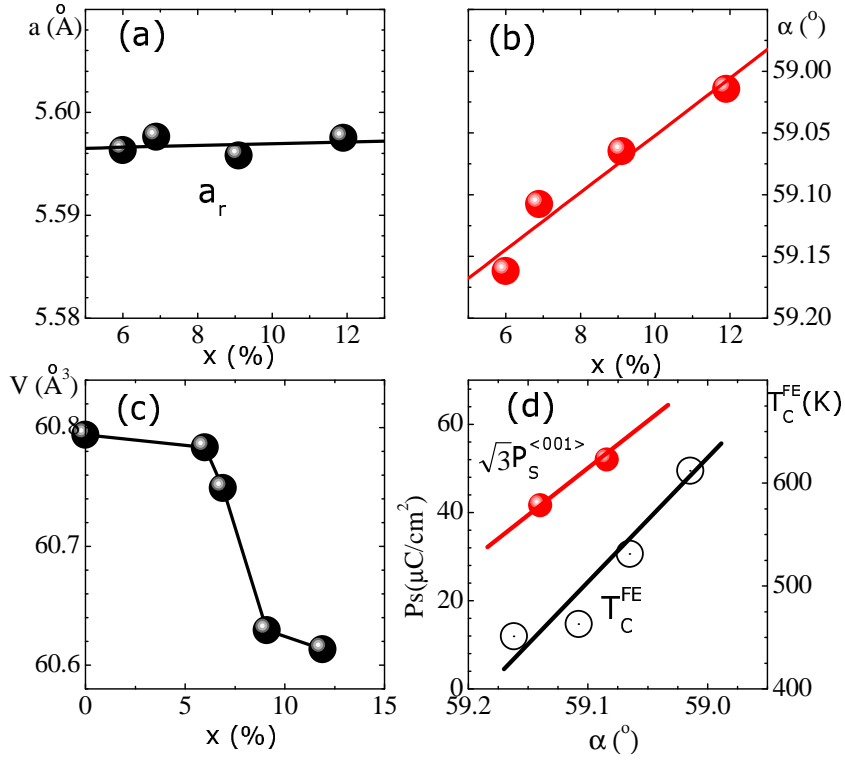 a (Å)
(a)
5.60
5.59
5.58
a_r
6 8 10 12
x (%)
(b)
α (°)
59.00
59.05
59.10
59.15
59.20
6 8 10 12
x (%)
V (Å³)
(c)
60.8
60.7
60.6
0 5 10 15
x (%)
(d)
T_C^FE (K)
60
40
20
0
Ps(μC/cm²)
√3P_S^<001>
T_C^FE
600
500
400
59.2 59.1 59.0
α (°)